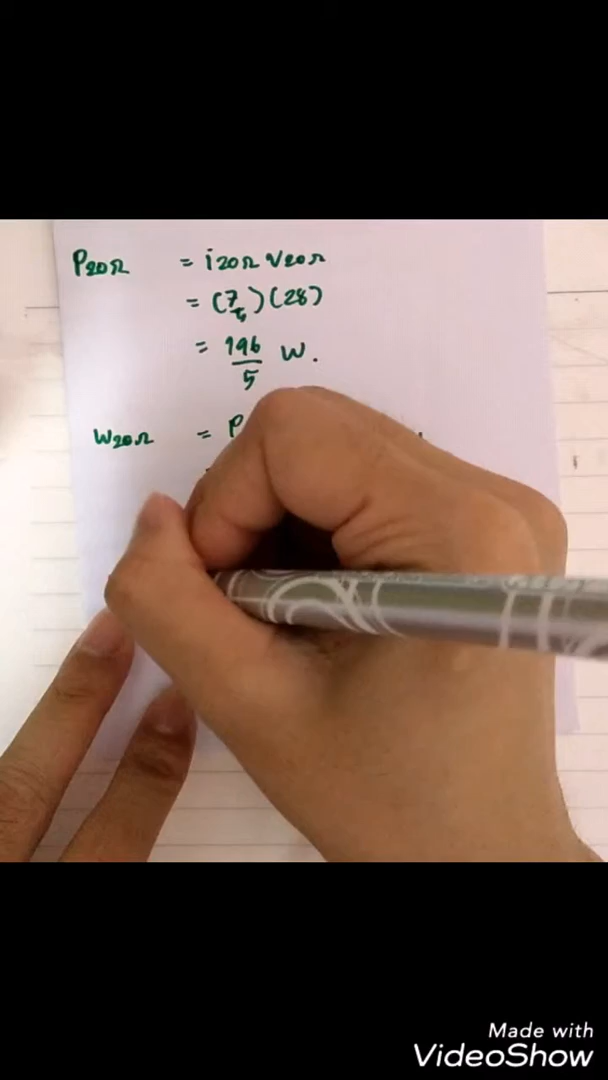 P20Ω = i20Ω V20Ω
= (7/5)(28)
= 196/5 W.
W20Ω = P
Made with
VideoShow